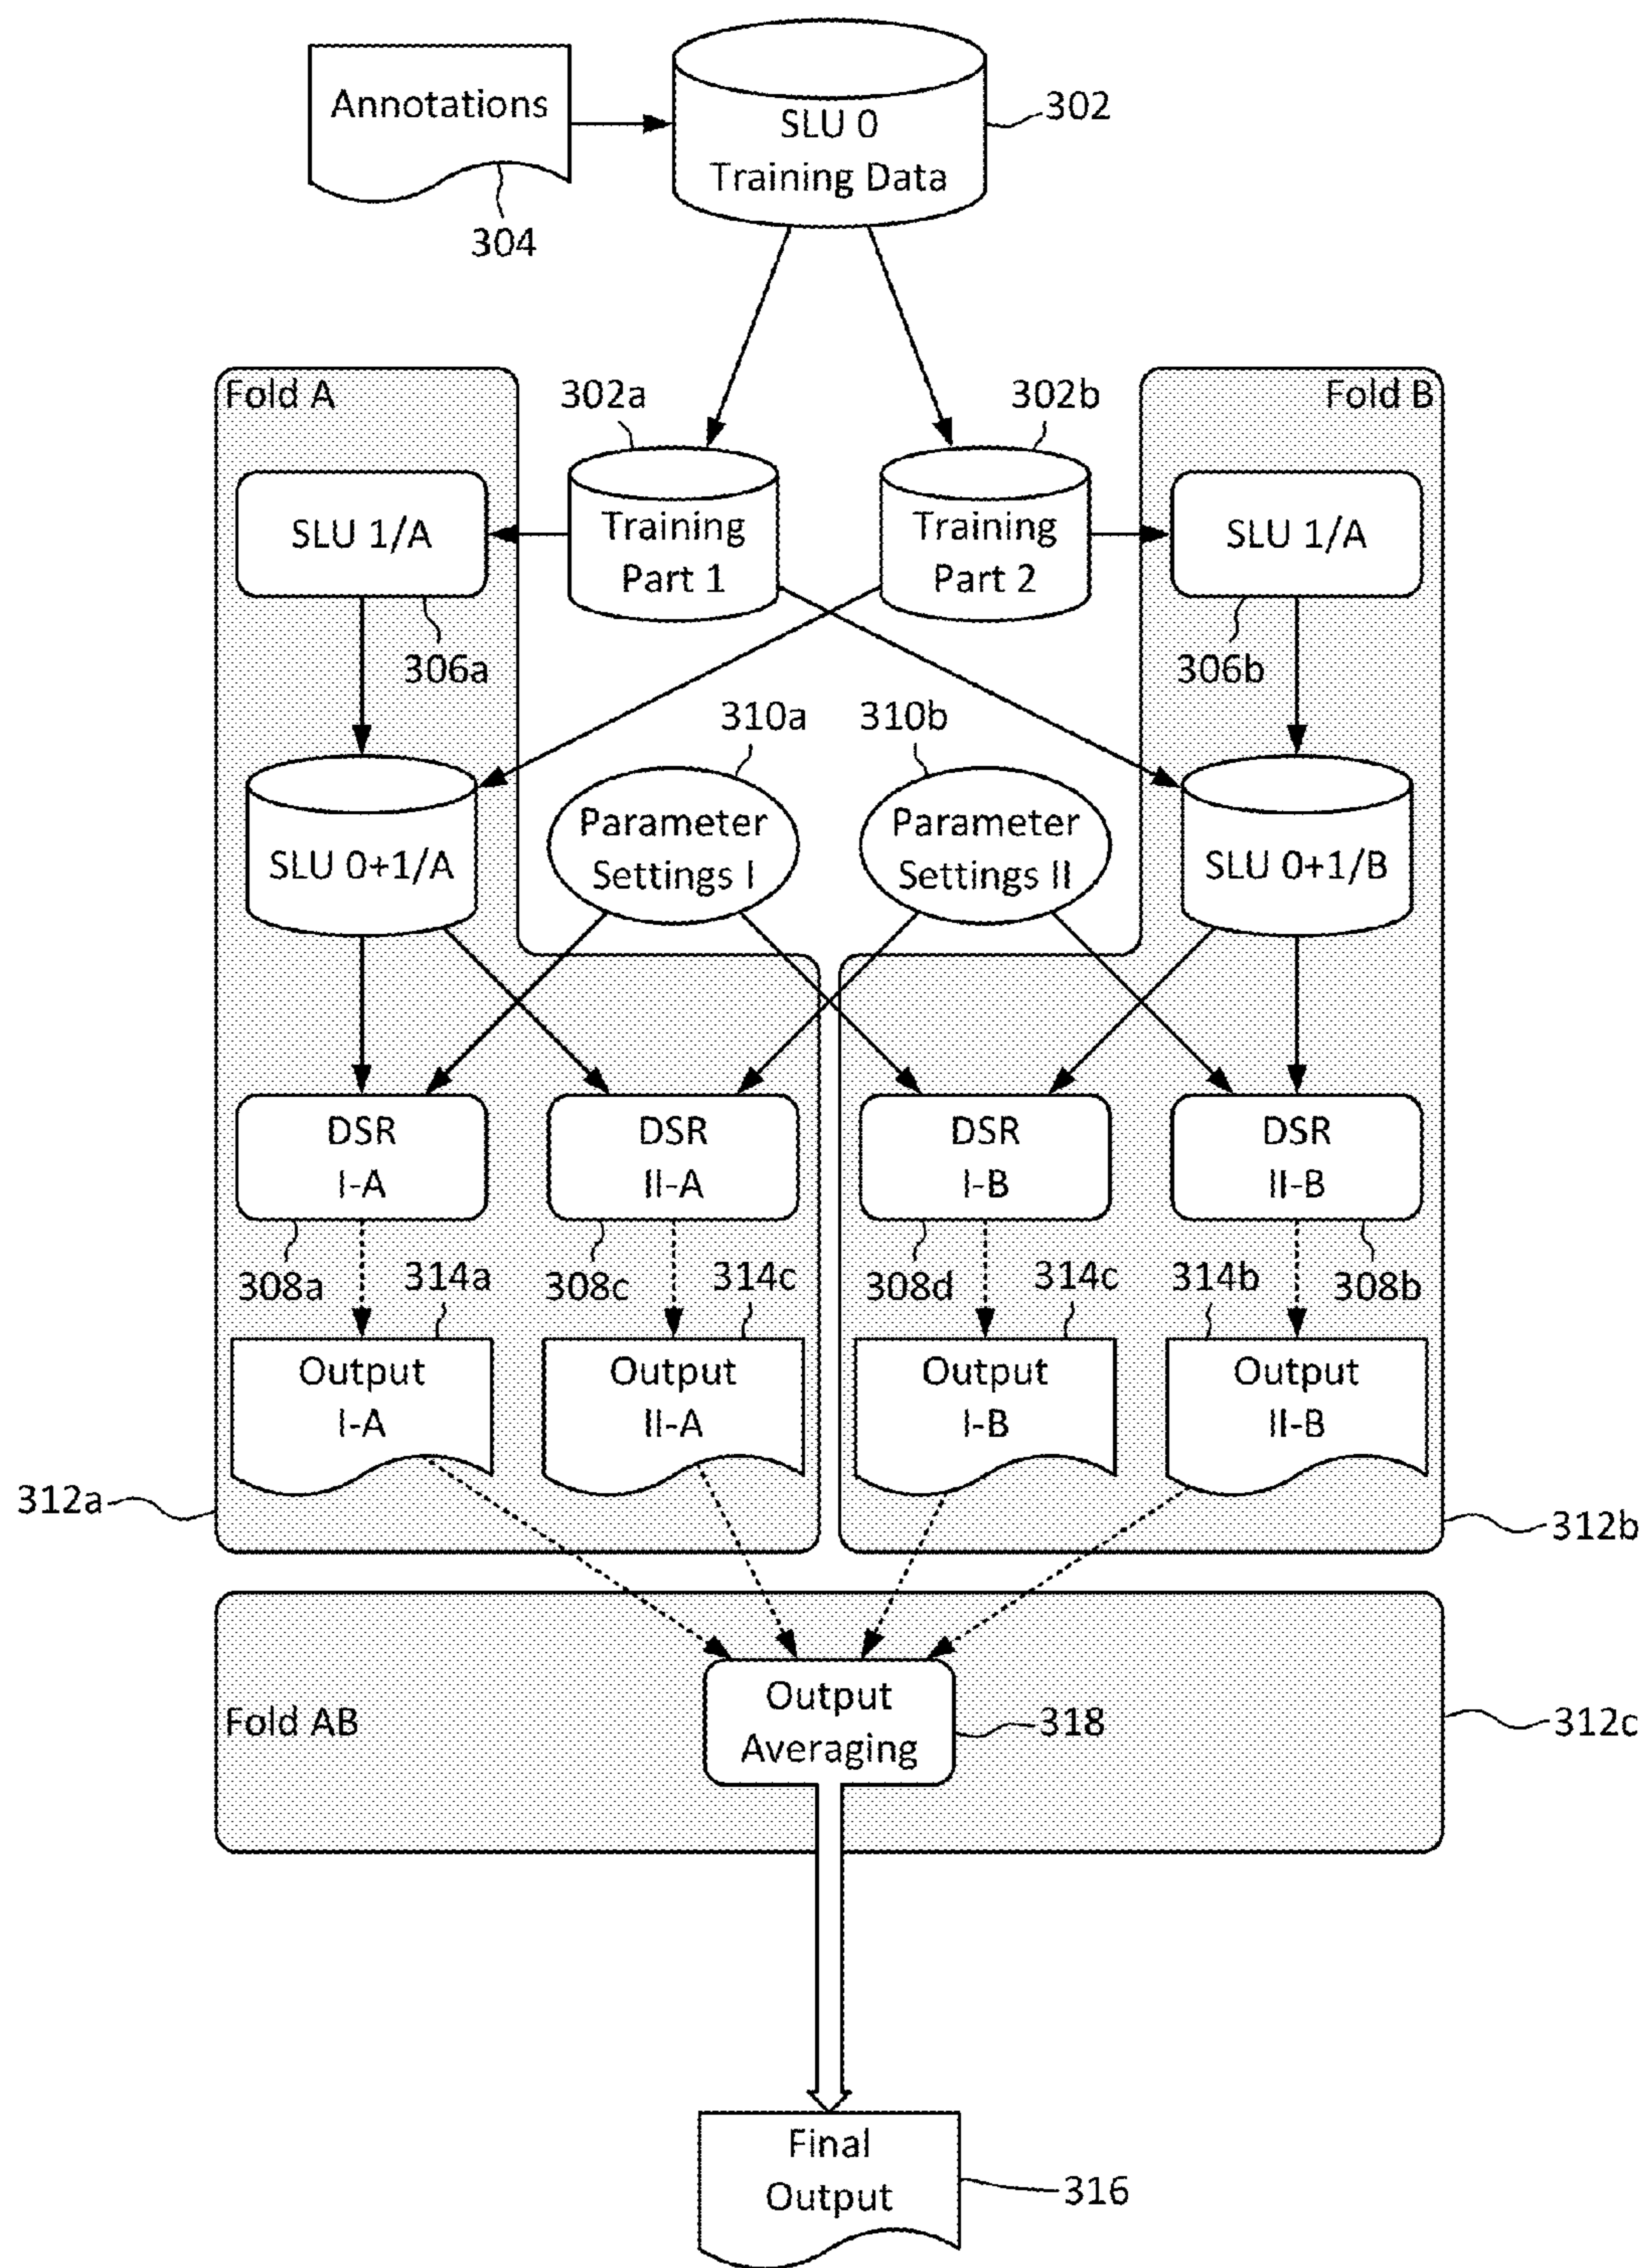 Annotations
304
SLU 0
Training Data
302
Fold A
Fold B
302a
302b
SLU 1/A
Training
Part 1
Training
Part 2
SLU 1/A
306a
306b
310a
310b
SLU 0+1/A
Parameter
Settings I
Parameter
Settings II
SLU 0+1/B
DSR
I-A
DSR
II-A
DSR
I-B
DSR
II-B
308a
314a
308c
314c
308d
314c
314b
308b
Output
I-A
Output
II-A
Output
I-B
Output
II-B
312a
312b
Fold AB
Output
Averaging
318
312c
Final
Output
316